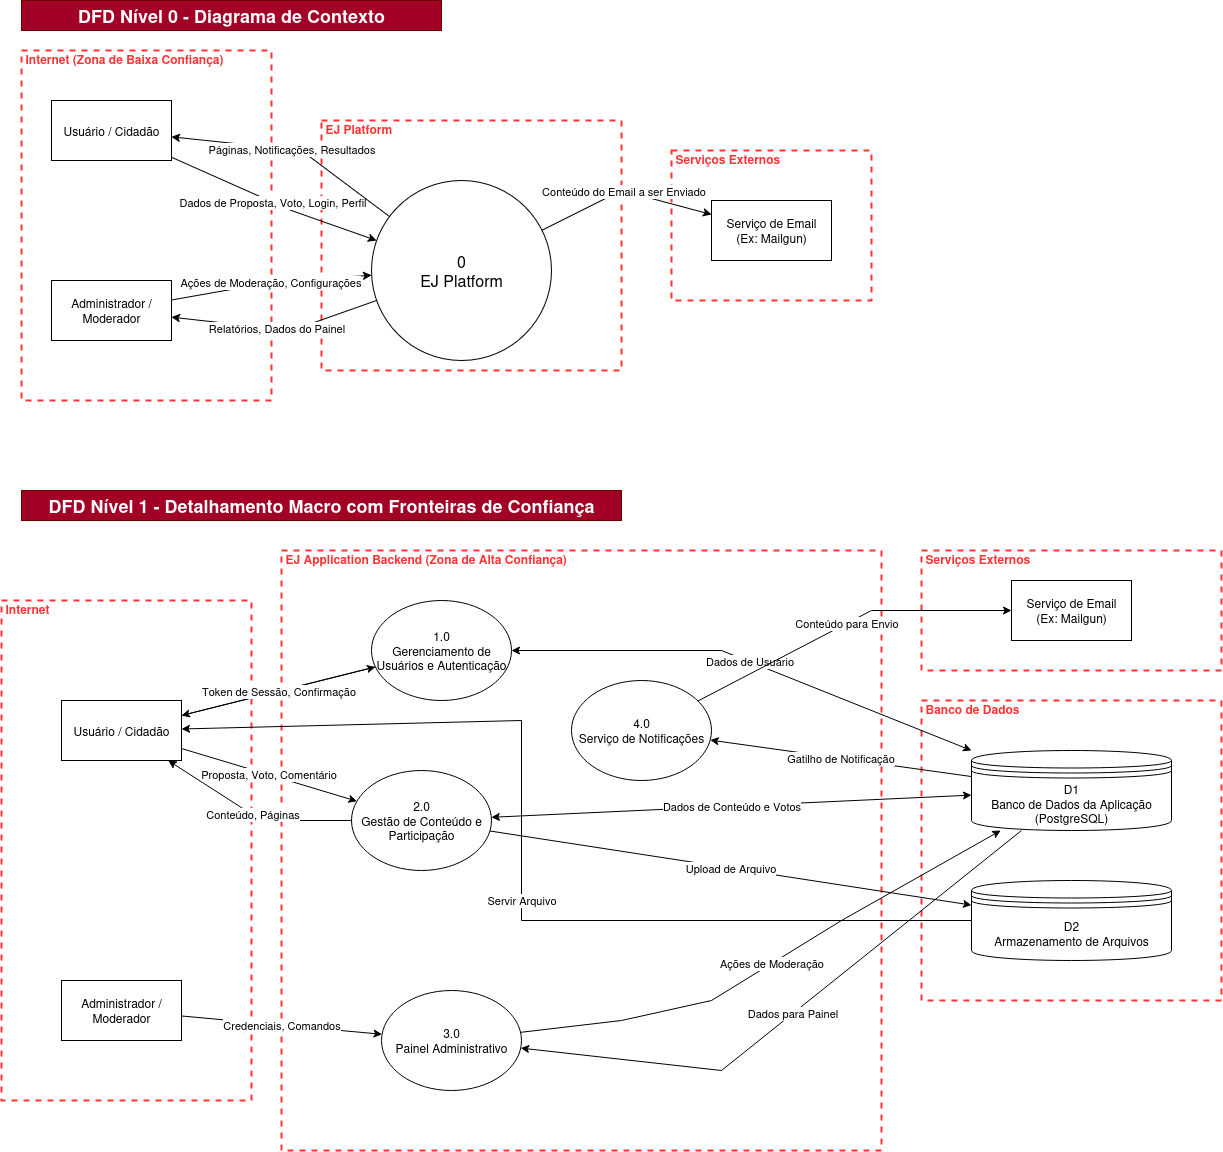 DFD Nível 0 - Diagrama de Contexto
Internet (Zona de Baixa Confiança)
Usuário / Cidadão
EJ Platform
Páginas, Notificações, Resultados
Serviços Externos
Dados de Proposta, Voto, Login, Perfil
Conteúdo do Email a ser Enviado
Serviço de Email
(Ex: Mailgun)
0
EJ Platform
Ações de Moderação, Configurações
Administrador /
Moderador
Relatórios, Dados do Painel
DFD Nível 1 - Detalhamento Macro com Fronteiras de Confiança
EJ Application Backend (Zona de Alta Confiança)
Serviços Externos
Internet
Serviço de Email
(Ex: Mailgun)
Conteúdo para Envio
1.0
Gerenciamento de
Usuários e Autenticação
Dados de Usuário
Token de Sessão, Confirmação
Banco de Dados
Usuário / Cidadão
4.0
Serviço de Notificações
Gatilho de Notificação
Proposta, Voto, Comentário
D1
Banco de Dados da Aplicação
(PostgreSQL)
Conteúdo, Páginas
2.0
Gestão de Conteúdo e
Participação
Dados de Conteúdo e Votos
Upload de Arquivo
Servir Arquivo
D2
Armazenamento de Arquivos
Ações de Moderação
Administrador /
Moderador
Credenciais, Comandos
Dados para Painel
3.0
Painel Administrativo